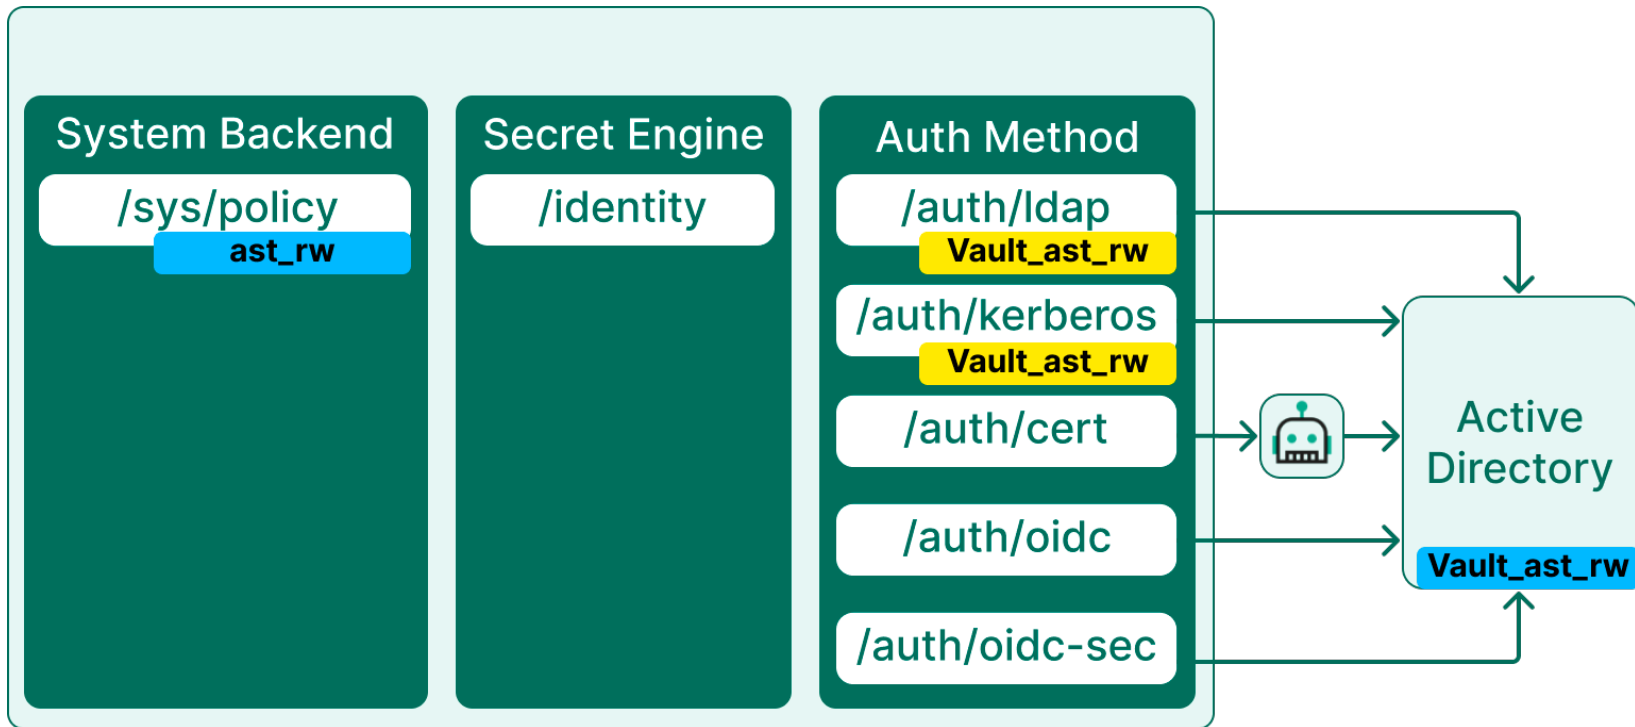 System Backend
/sys/policy
ast_rw
Secret Engine
/identity
Auth Method
/auth/ldap
Vault_ast_rw
/auth/kerberos
Vault_ast_rw
/auth/cert
/auth/oidc
/auth/oidc-sec
Active
Directory
Vault_ast_rw